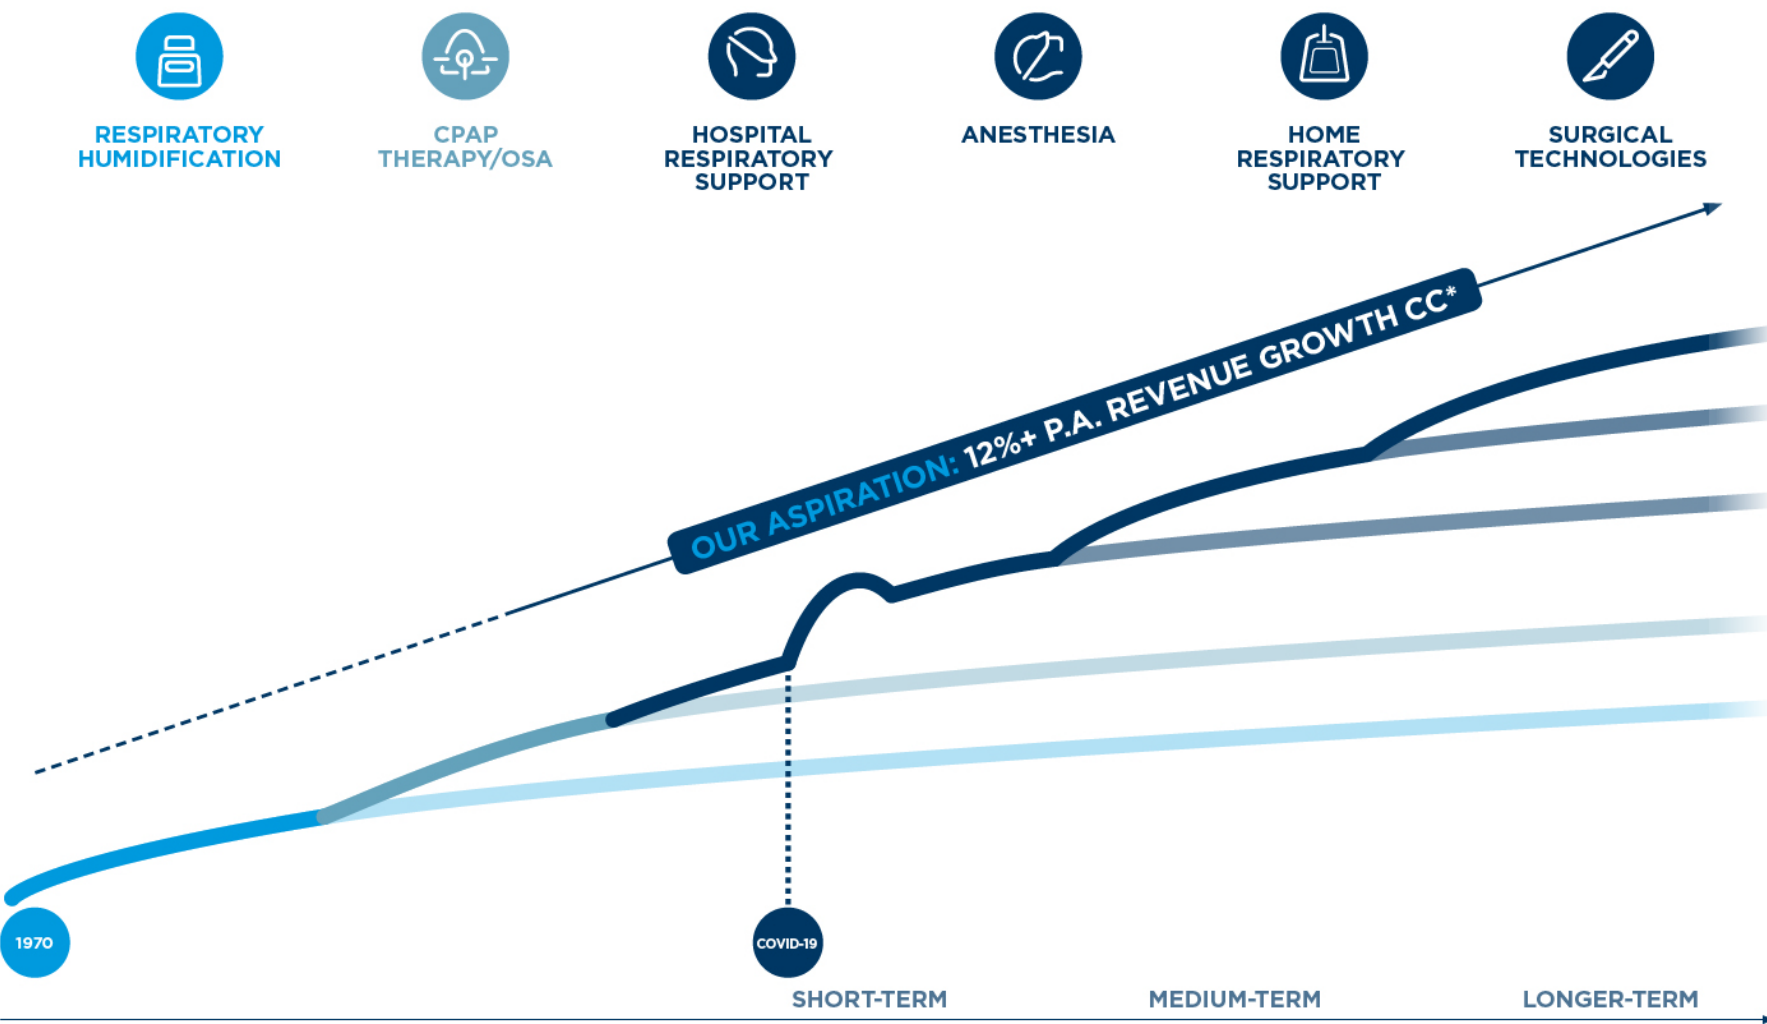 RESPIRATORY
HUMIDIFICATION
CPAP
THERAPY/OSA
HOSPITAL
RESPIRATORY
SUPPORT
ANESTHESIA
HOME
RESPIRATORY
SUPPORT
SURGICAL
TECHNOLOGIES
OUR ASPIRATION: 12%+ P.A. REVENUE GROWTH CC*
1970
COVID-19
SHORT-TERM
MEDIUM-TERM
LONGER-TERM